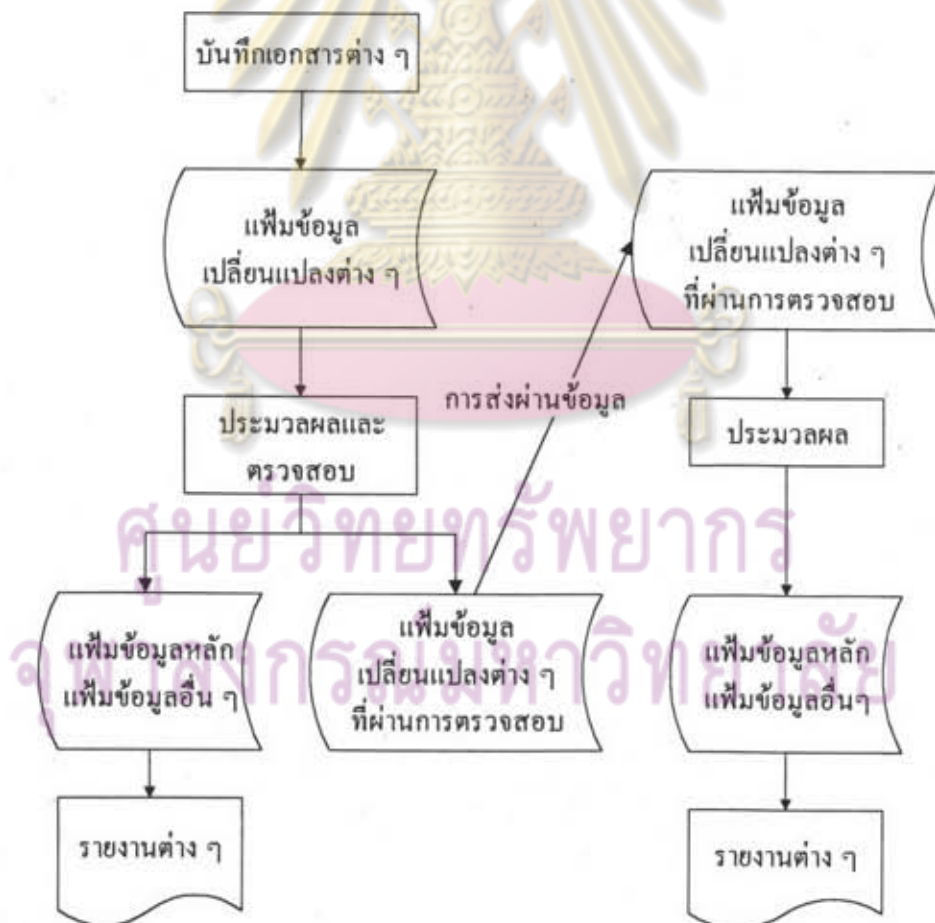 บันทึกเอกสารต่าง ๆ
แฟ้มข้อมูล
เปลี่ยนแปลงต่าง ๆ
ประมวลผลและ
ตรวจสอบ
แฟ้มข้อมูลหลัก
แฟ้มข้อมูลอื่น ๆ
รายงานต่าง ๆ
แฟ้มข้อมูล
เปลี่ยนแปลงต่าง ๆ
ที่ผ่านการตรวจสอบ
การส่งผ่านข้อมูล
แฟ้มข้อมูล
เปลี่ยนแปลงต่าง ๆ
ที่ผ่านการตรวจสอบ
ประมวลผล
แฟ้มข้อมูลหลัก
แฟ้มข้อมูลอื่นๆ
รายงานต่าง ๆ
ศูนย์วิทยทรัพยากร
จุฬาลงกรณ์มหาวิทยาลัย